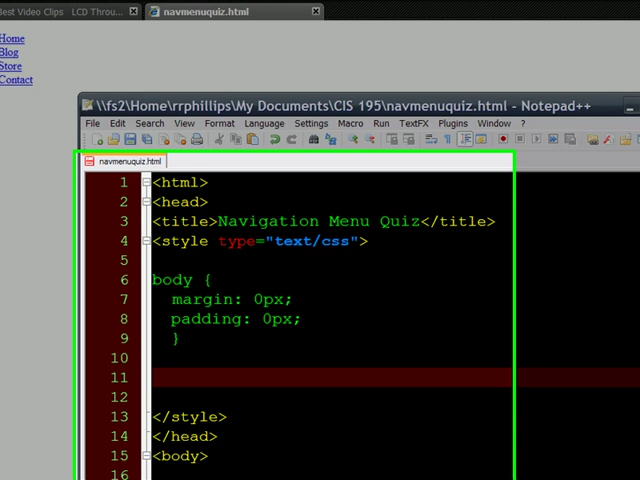 Best Video Clips
LCD Throu...
navmenuquiz.html
Home
Blog
Store
Contact
\\fs2\Home\rrphillips\My Documents\CIS 195\navmenuquiz.html - Notepad++
File Edit Search View Format Language Settings Macro Run TextFX Plugins Window ?
navmenuquiz.html
1 <html>
2 <head>
3 <title>Navigation Menu Quiz</title>
4 <style type="text/css">
5
6 body {
7 margin: 0px;
8 padding: 0px;
9 }
10
11
12
13 </style>
14 </head>
15 <body>
16